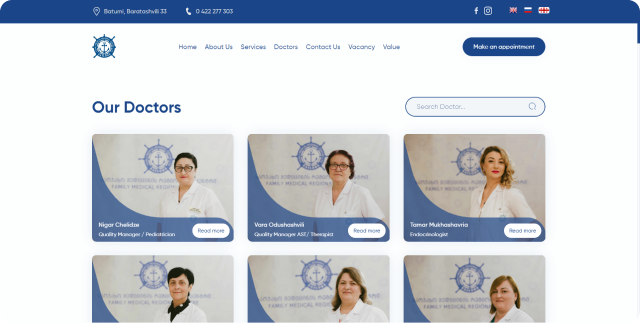 Batumi, Baratashvili 33
0 422 277 303
Home About Us Services Doctors Contact Us Vacancy Value
Make an appointment
Our Doctors
Search Doctor...
FAMILY MEDICAL REGION
Nigar Chelidze
Quality Manager / Pediatrician
Read more
FAMILY MEDICAL REGION
Vara Odushashvili
Quality Manager ASE/ Therapist
Read more
FAMILY MEDICAL REGION
Tamar Mukhashavria
Endocrinologist
Read more